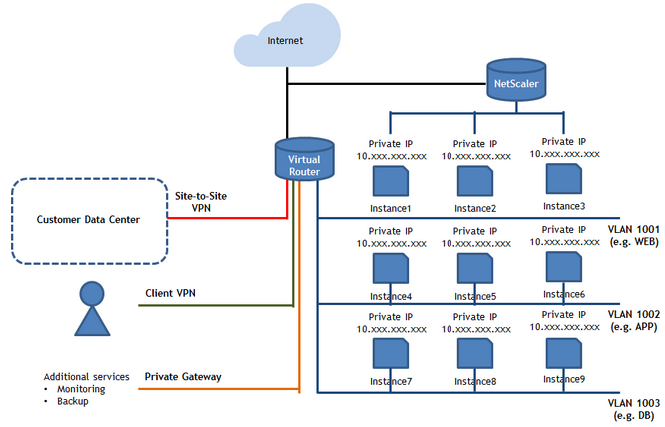 Internet
NetScaler
Private IP
10.xxx.xxx.xxx
Private IP
10.xxx.xxx.xxx
Private IP
10.xxx.xxx.xxx
Virtual
Router
Instance1
Instance2
Instance3
Site-to-Site
VPN
Customer Data Center
VLAN 1001
(e.g. WEB)
Private IP
10.xxx.xxx.xxx
Private IP
10.xxx.xxx.xxx
Private IP
10.xxx.xxx.xxx
Client VPN
Instance4
Instance5
Instance6
VLAN 1002
(e.g. APP)
Private IP
10.xxx.xxx.xxx
Private IP
10.xxx.xxx.xxx
Private IP
10.xxx.xxx.xxx
Additional services
• Monitoring
• Backup
Private Gateway
Instance7
Instance8
Instance9
VLAN 1003
(e.g. DB)